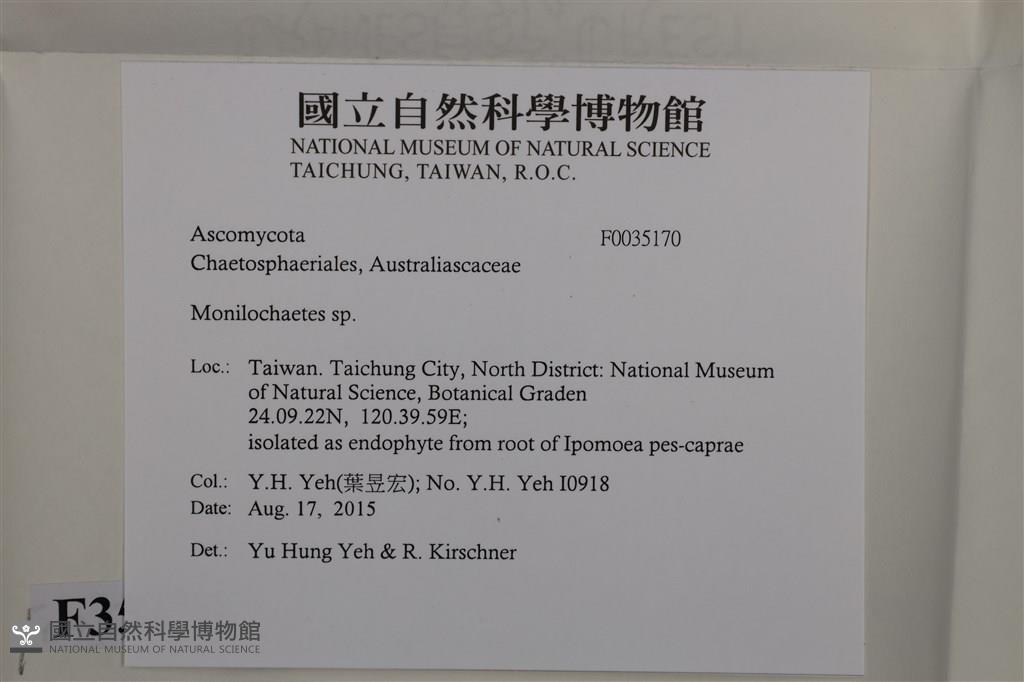 國立自然科學博物館
NATIONAL MUSEUM OF NATURAL SCIENCE
TAICHUNG, TAIWAN, R.O.C.
Ascomycota F0035170
Chaetosphaeriales, Australiascaceae
Monilochaetes sp.
Loc.: Taiwan. Taichung City, North District: National Museum
of Natural Science, Botanical Graden
24.09.22N, 120.39.59E;
isolated as endophyte from root of Ipomoea pes-caprae
Col.: Y.H. Yeh(葉昱宏); No. Y.H. Yeh I0918
Date: Aug. 17, 2015
Det.: Yu Hung Yeh & R. Kirschner
國立自然科學博物館
NATIONAL MUSEUM OF NATURAL SCIENCE